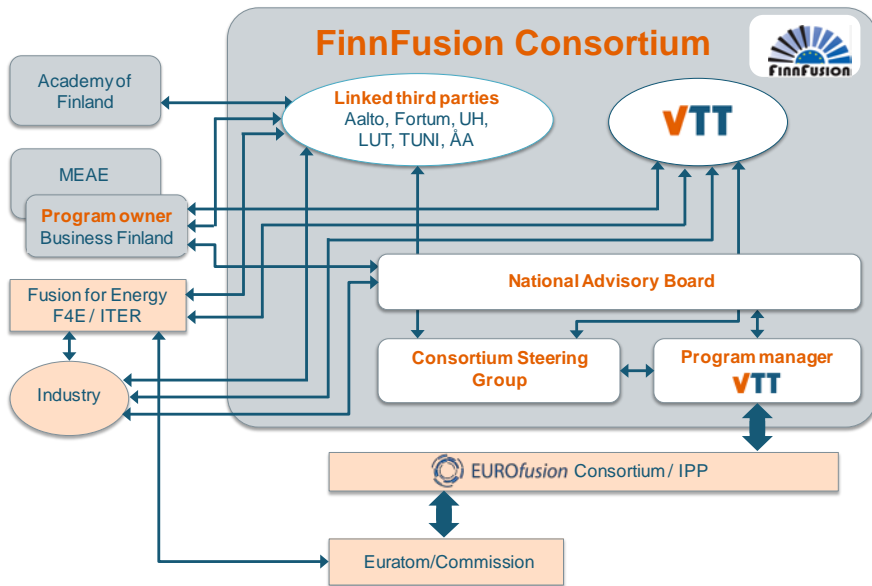 FinnFusion Consortium
FinnFusion
Academy of
Finland
Linked third parties
Aalto, Fortum, UH,
LUT, TUNI, ÅA
VTT
MEAE
Program owner
Business Finland
National Advisory Board
Fusion for Energy
F4E / ITER
Consortium Steering
Group
Program manager
VTT
Industry
EUROfusion Consortium / IPP
Euratom/Commission